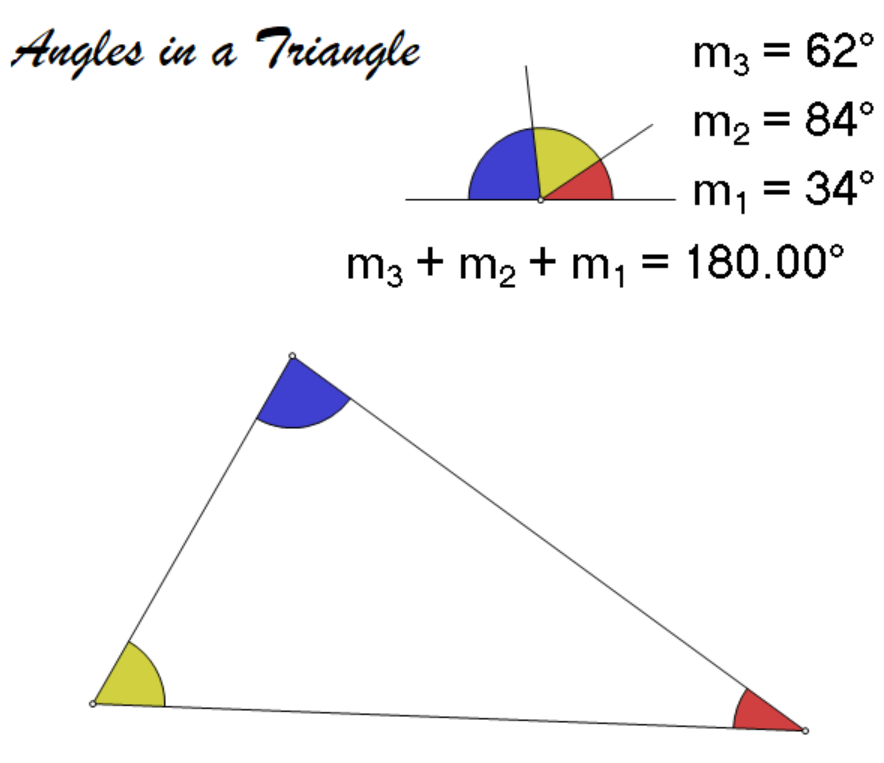 Angles in a Triangle
m₃ = 62°
m₂ = 84°
m₁ = 34°
m₃ + m₂ + m₁ = 180.00°